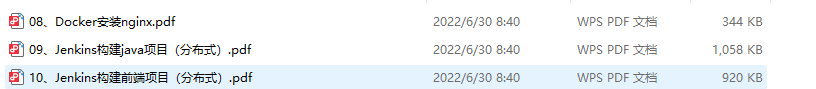 08、Docker安装nginx.pdf 2022/6/30 8:40 WPS PDF 文档 344 KB
09、Jenkins构建java项目（分布式）.pdf 2022/6/30 8:40 WPS PDF 文档 1,058 KB
10、Jenkins构建前端项目（分布式）.pdf 2022/6/30 8:40 WPS PDF 文档 920 KB